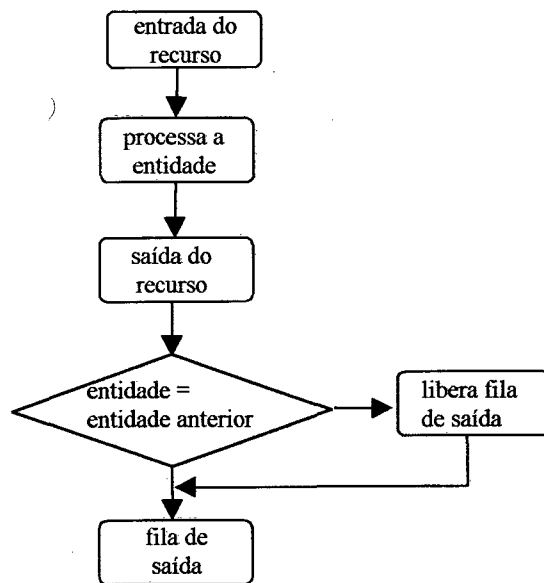 entrada do
recurso
processa a
entidade
saída do
recurso
entidade =
entidade anterior
libera fila
de saída
fila de
saída